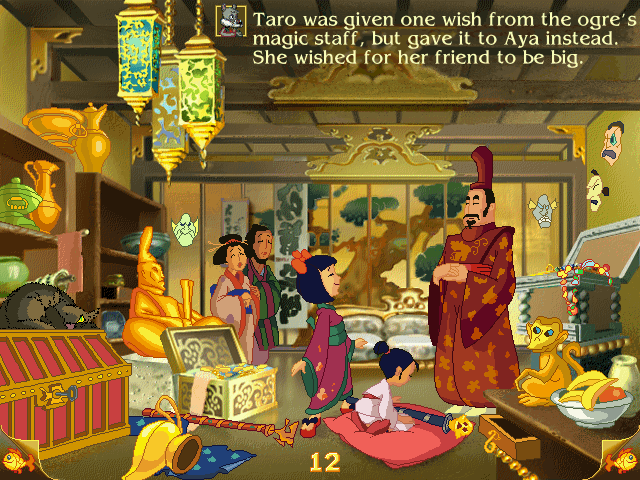 Taro was given one wish from the ogre's
magic staff, but gave it to Aya instead.
She wished for her friend to be big.
12